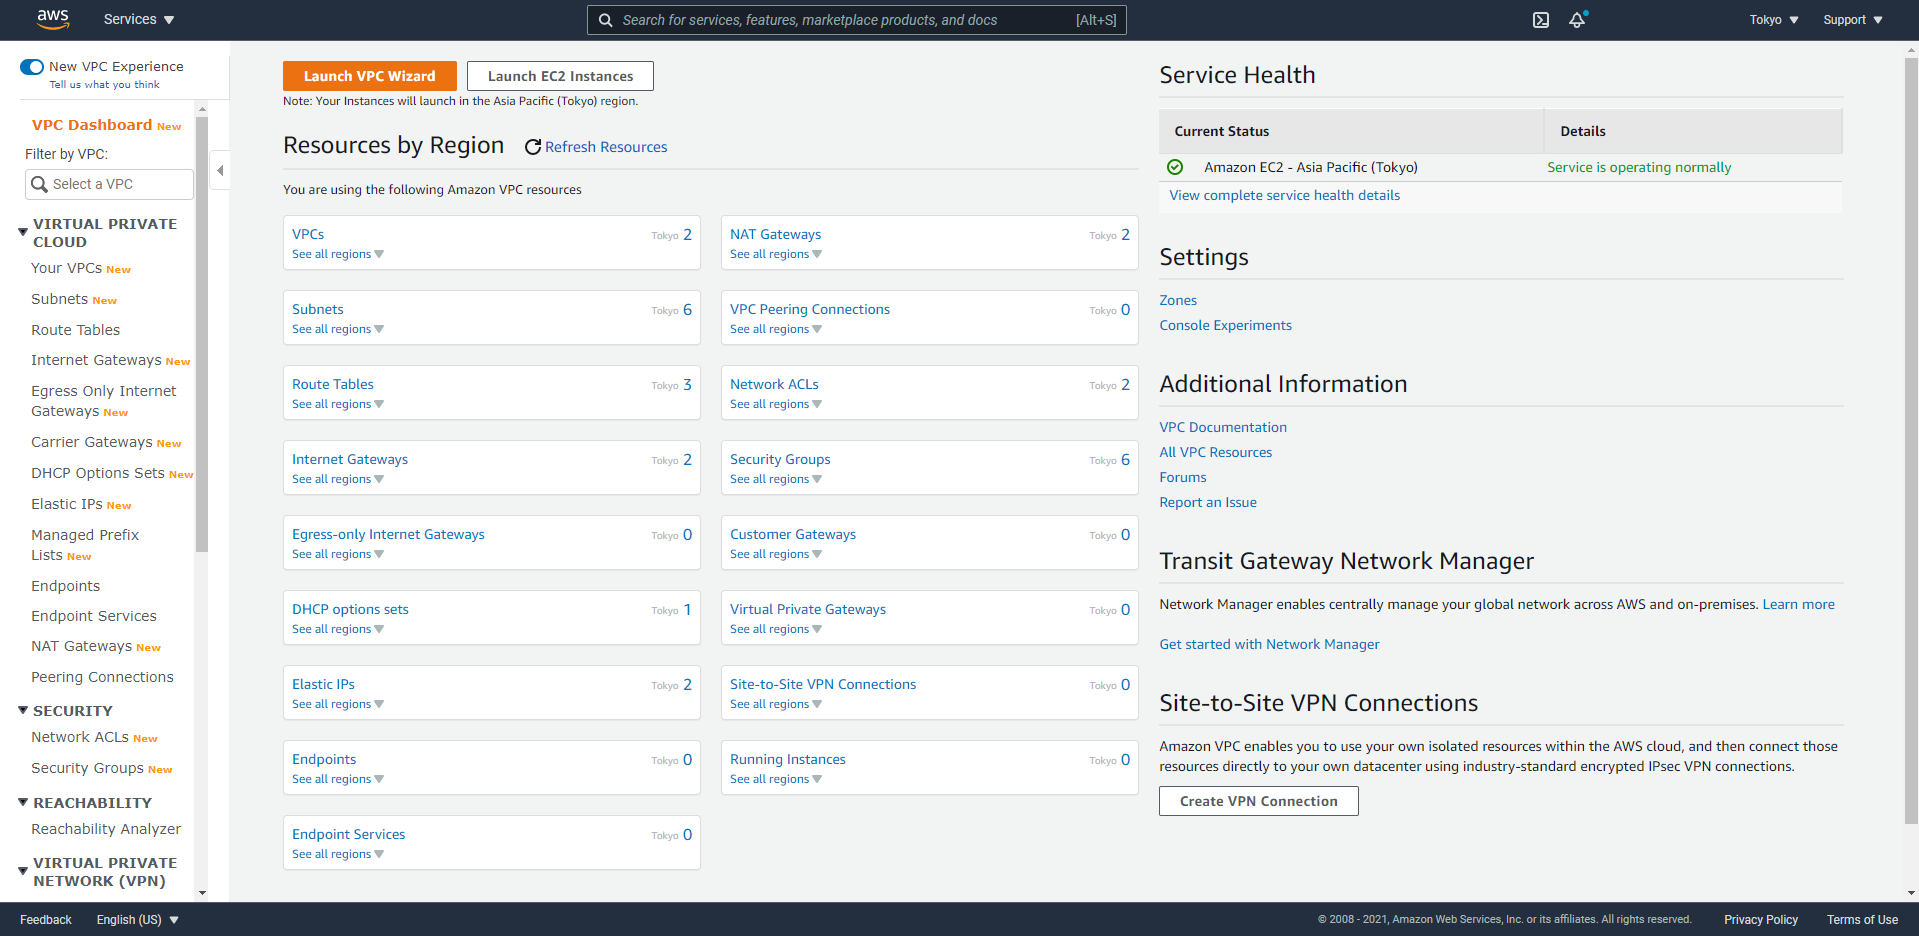 aws
Services
Search for services, features, marketplace products, and docs [Alt+S]
Tokyo
Support
New VPC Experience
Tell us what you think
VPC Dashboard New
Filter by VPC:
Select a VPC
VIRTUAL PRIVATE
CLOUD
Your VPCs New
Subnets New
Route Tables
Internet Gateways New
Egress Only Internet
Gateways New
Carrier Gateways New
DHCP Options Sets New
Elastic IPs New
Managed Prefix
Lists New
Endpoints
Endpoint Services
NAT Gateways New
Peering Connections
SECURITY
Network ACLs New
Security Groups New
REACHABILITY
Reachability Analyzer
VIRTUAL PRIVATE
NETWORK (VPN)
Launch VPC Wizard
Launch EC2 Instances
Note: Your Instances will launch in the Asia Pacific (Tokyo) region.
Resources by Region
Refresh Resources
You are using the following Amazon VPC resources
VPCs Tokyo 2
See all regions
NAT Gateways Tokyo 2
See all regions
Subnets Tokyo 6
See all regions
VPC Peering Connections Tokyo 0
See all regions
Route Tables Tokyo 3
See all regions
Network ACLs Tokyo 2
See all regions
Internet Gateways Tokyo 2
See all regions
Security Groups Tokyo 6
See all regions
Egress-only Internet Gateways Tokyo 0
See all regions
Customer Gateways Tokyo 0
See all regions
DHCP options sets Tokyo 1
See all regions
Virtual Private Gateways Tokyo 0
See all regions
Elastic IPs Tokyo 2
See all regions
Site-to-Site VPN Connections Tokyo 0
See all regions
Endpoints Tokyo 0
See all regions
Running Instances Tokyo 0
See all regions
Endpoint Services Tokyo 0
See all regions
Service Health
Current Status Details
Amazon EC2 - Asia Pacific (Tokyo) Service is operating normally
View complete service health details
Settings
Zones
Console Experiments
Additional Information
VPC Documentation
All VPC Resources
Forums
Report an Issue
Transit Gateway Network Manager
Network Manager enables centrally manage your global network across AWS and on-premises. Learn more
Get started with Network Manager
Site-to-Site VPN Connections
Amazon VPC enables you to use your own isolated resources within the AWS cloud, and then connect those
resources directly to your own datacenter using industry-standard encrypted IPsec VPN connections.
Create VPN Connection
Feedback
English (US)
© 2008 - 2021, Amazon Web Services, Inc. or its affiliates. All rights reserved.
Privacy Policy
Terms of Use